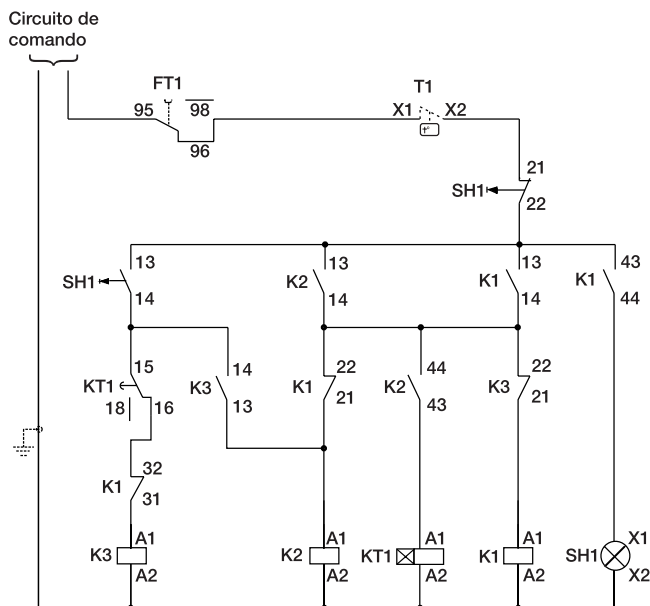 Circuito de
comando
FT1
T1
95
98
96
X1
X2
21
SH1
22
13
SH1
14
13
K2
14
13
K1
14
43
K1
44
15
KT1
18
16
14
K3
13
22
K1
21
44
K2
43
22
K3
21
32
K1
31
A1
K3
A2
A1
K2
A2
A1
KT1
A2
A1
K1
A2
X1
SH1
X2